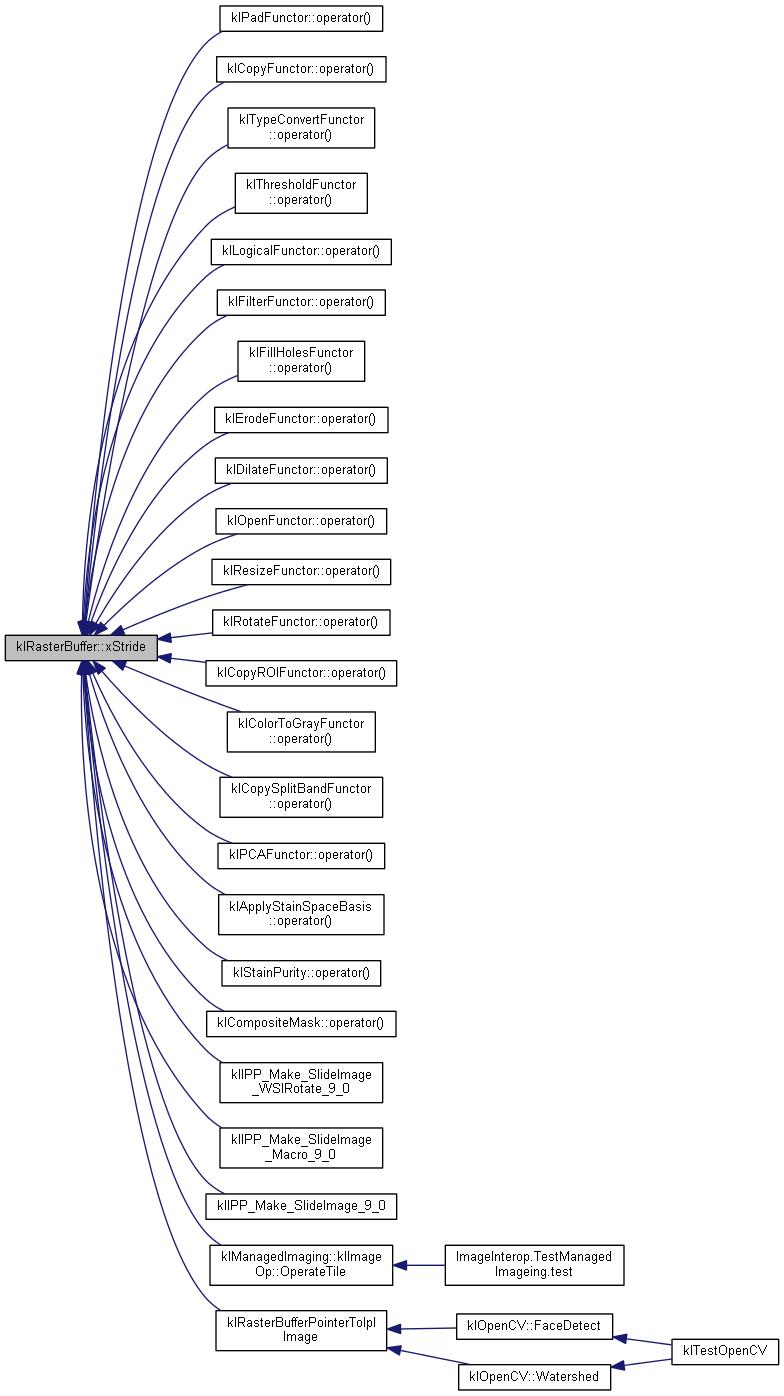 klPadFunctor::operator()
klCopyFunctor::operator()
klTypeConvertFunctor
::operator()
klThresholdFunctor
::operator()
klLogicalFunctor::operator()
klFilterFunctor::operator()
klFillHolesFunctor
::operator()
klErodeFunctor::operator()
klDilateFunctor::operator()
klOpenFunctor::operator()
klResizeFunctor::operator()
klRotateFunctor::operator()
klRasterBuffer::xStride
klCopyROIFunctor::operator()
klColorToGrayFunctor
::operator()
klCopySplitBandFunctor
::operator()
klPCAFunctor::operator()
klApplyStainSpaceBasis
::operator()
klStainPurity::operator()
klCompositeMask::operator()
klIPP_Make_SlideImage
_WSIRotate_9_0
klIPP_Make_SlideImage
_Macro_9_0
klIPP_Make_SlideImage_9_0
klManagedImaging::klImage
Op::OperateTile
ImageInterop.TestManaged
Imageing.test
klRasterBufferPointerToIpl
Image
klOpenCV::FaceDetect
klTestOpenCV
klOpenCV::Watershed